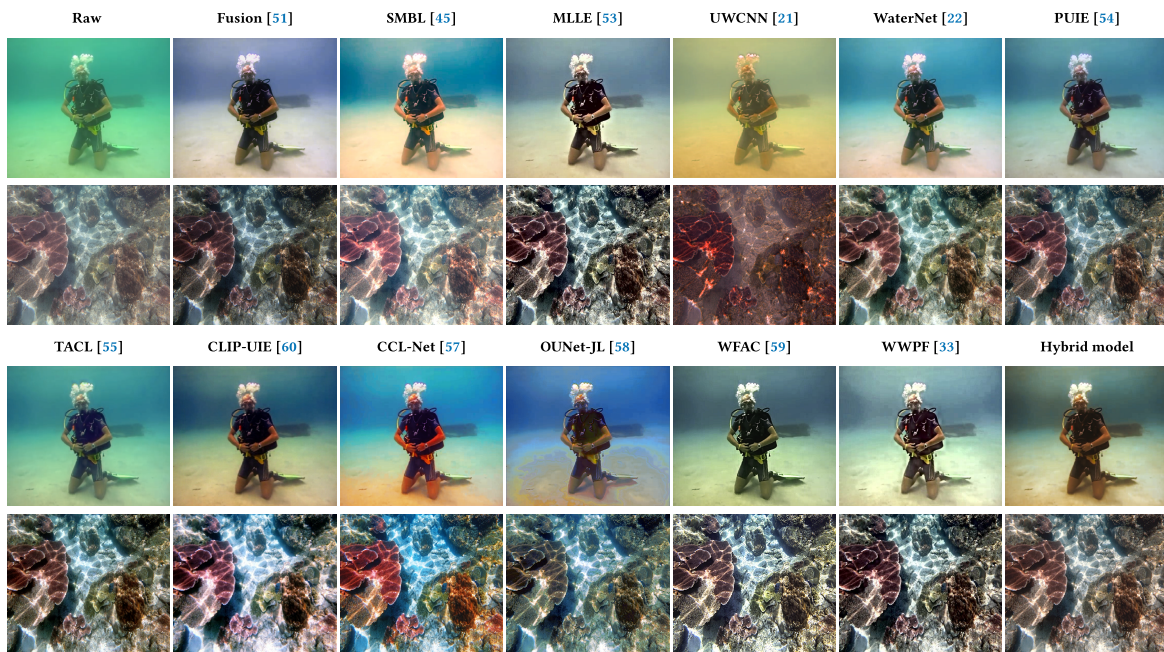 Raw Fusion [51] SMBL [45] MLLE [53] UWCNN [21] WaterNet [22] PUIE [54]
TACL [55] CLIP-UIE [60] CCL-Net [57] OUNet-JL [58] WFAC [59] WWPF [33] Hybrid model